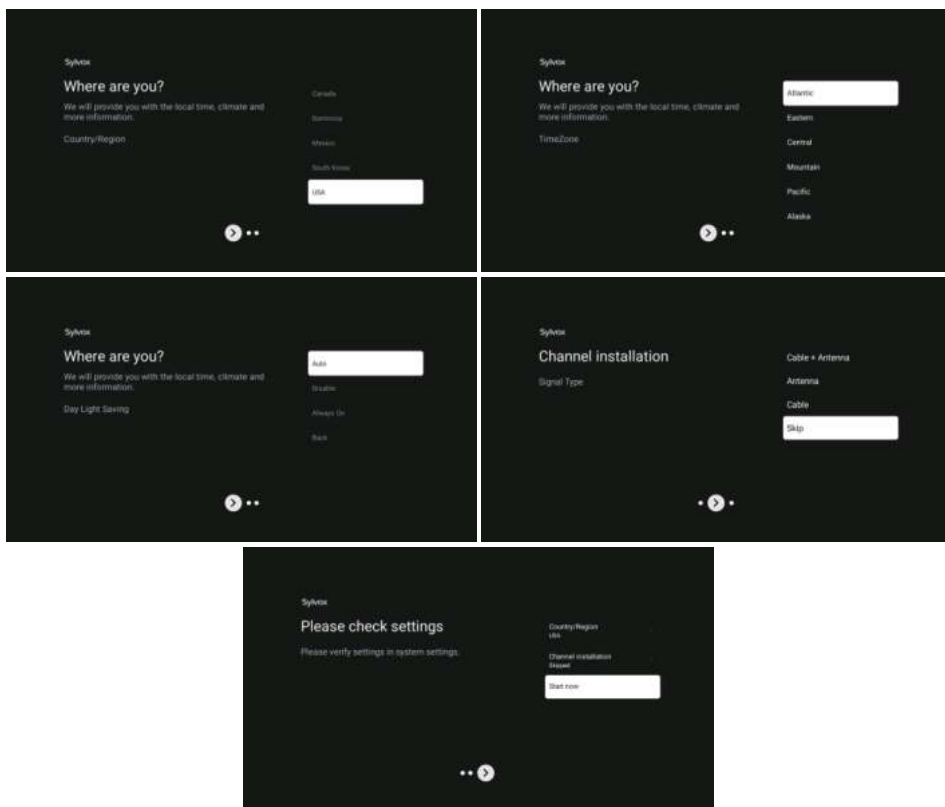 Sylvox
Where are you?
We will provide you with the local time, climate and
more information.
Country/Region
Canada
Dominica
Mexico
South Korea
USA
Sylvox
Where are you?
We will provide you with the local time, climate and
more information.
TimeZone
Atlantic
Eastern
Central
Mountain
Pacific
Alaska
Sylvox
Where are you?
We will provide you with the local time, climate and
more information.
Day Light Saving
Auto
Disable
Always On
Back
Sylvox
Channel installation
Signal Type
Cable + Antenna
Antenna
Cable
Skip
Sylvox
Please check settings
Please verify settings in system settings.
Country/Region
USA
Channel installation
Skipped
Start now